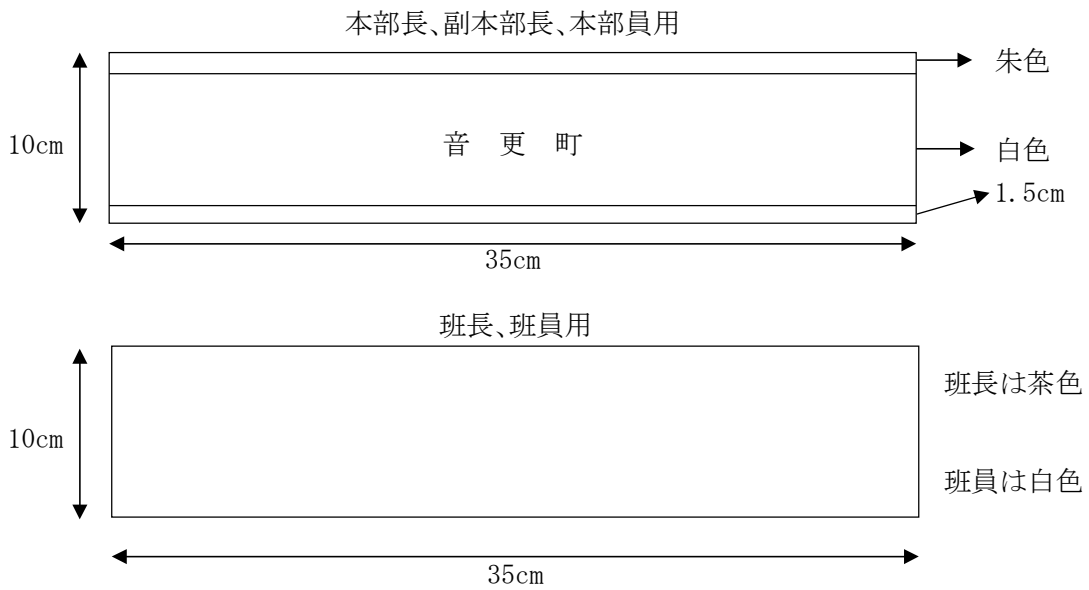 本部長、副本部長、本部員用
朱色
10cm
音 更 町
白色
1.5cm
35cm
班長、班員用
班長は茶色
10cm
班員は白色
35cm